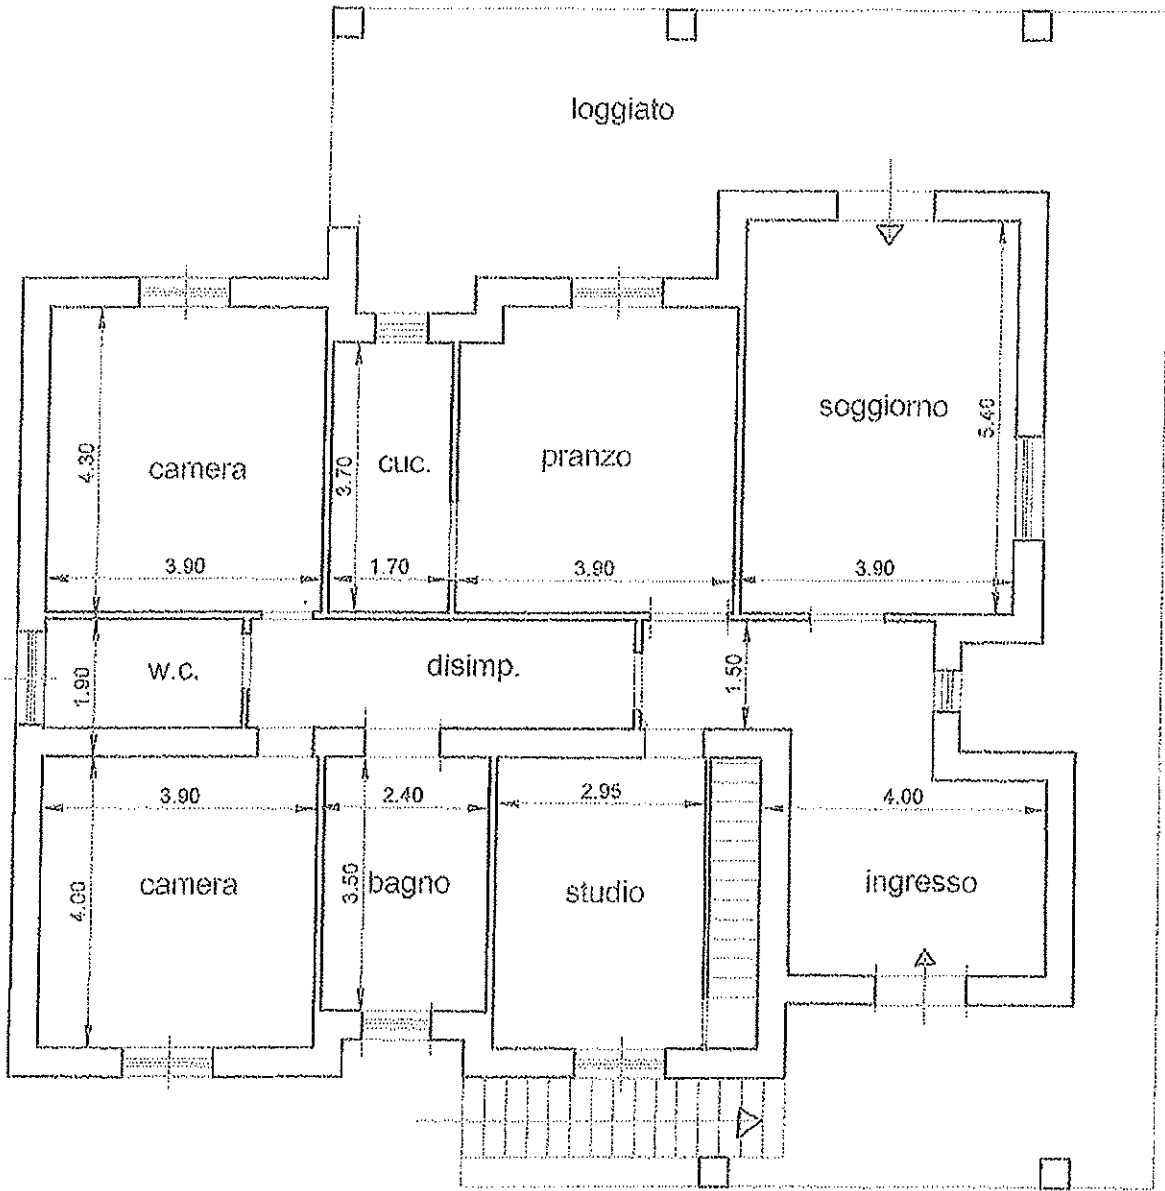 loggiato
soggiorno
5.40
camera
4.30
cuc.
3.70
pranzo
3.90
1.70
3.90
3.90
w.c.
1.90
disimp.
1.50
3.90
2.40
2.95
4.00
camera
4.00
bagno
3.50
studio
ingresso